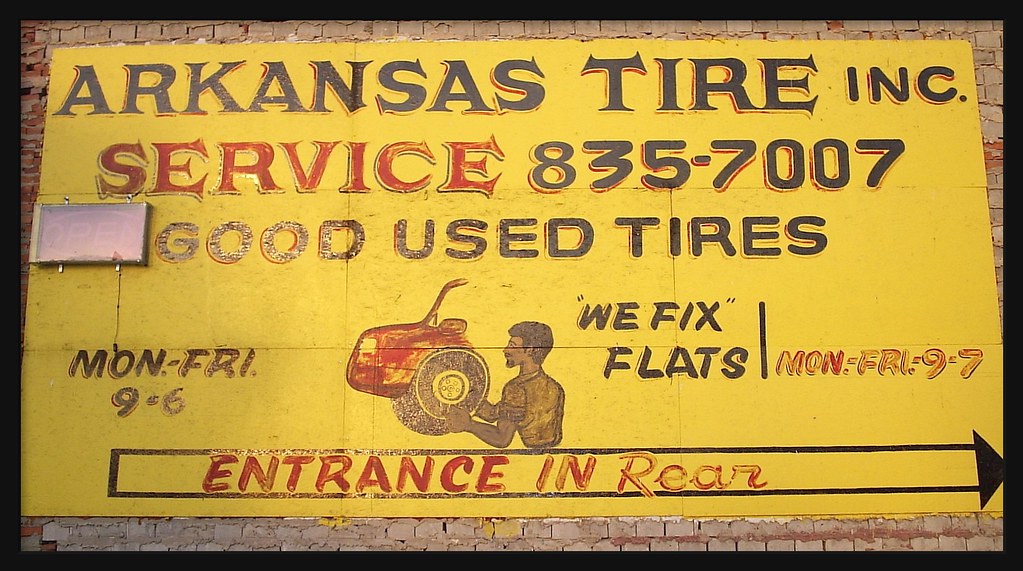 ARKANSAS TIRE INC.
SERVICE 835-7007
OPEN
GOOD USED TIRES
"WE FIX"
FLATS
MON.-FRI.
9-6
MON.-FRI.-9-7
ENTRANCE IN Rear